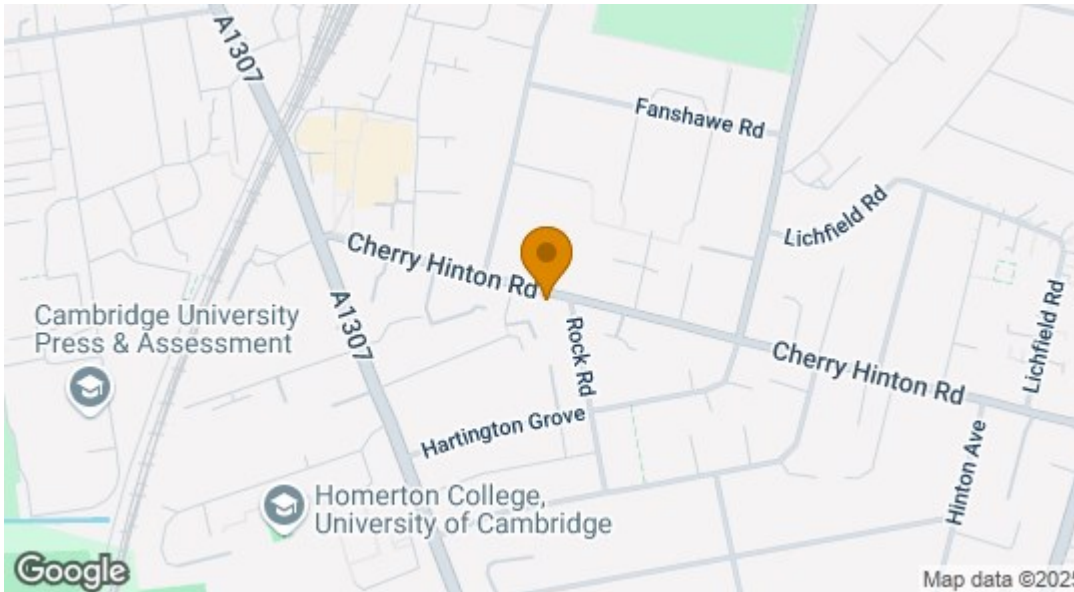 A1307
Fanshawe Rd
Lichfield Rd
Cherry Hinton Rd
Lichfield Rd
Cambridge University
Press & Assessment
A1307
Rock Rd
Cherry Hinton Rd
Hartington Grove
Hinton Ave
Homerton College,
University of Cambridge
Google
Map data ©2025